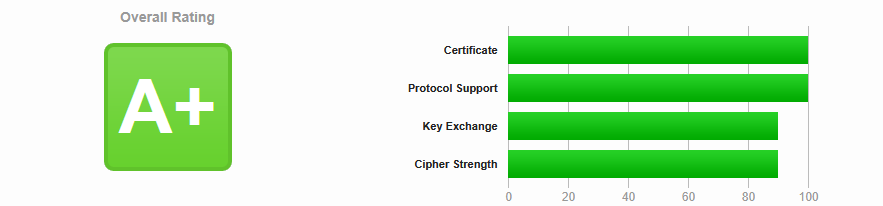 Overall Rating
A+
Certificate
Protocol Support
Key Exchange
Cipher Strength
0 20 40 60 80 100